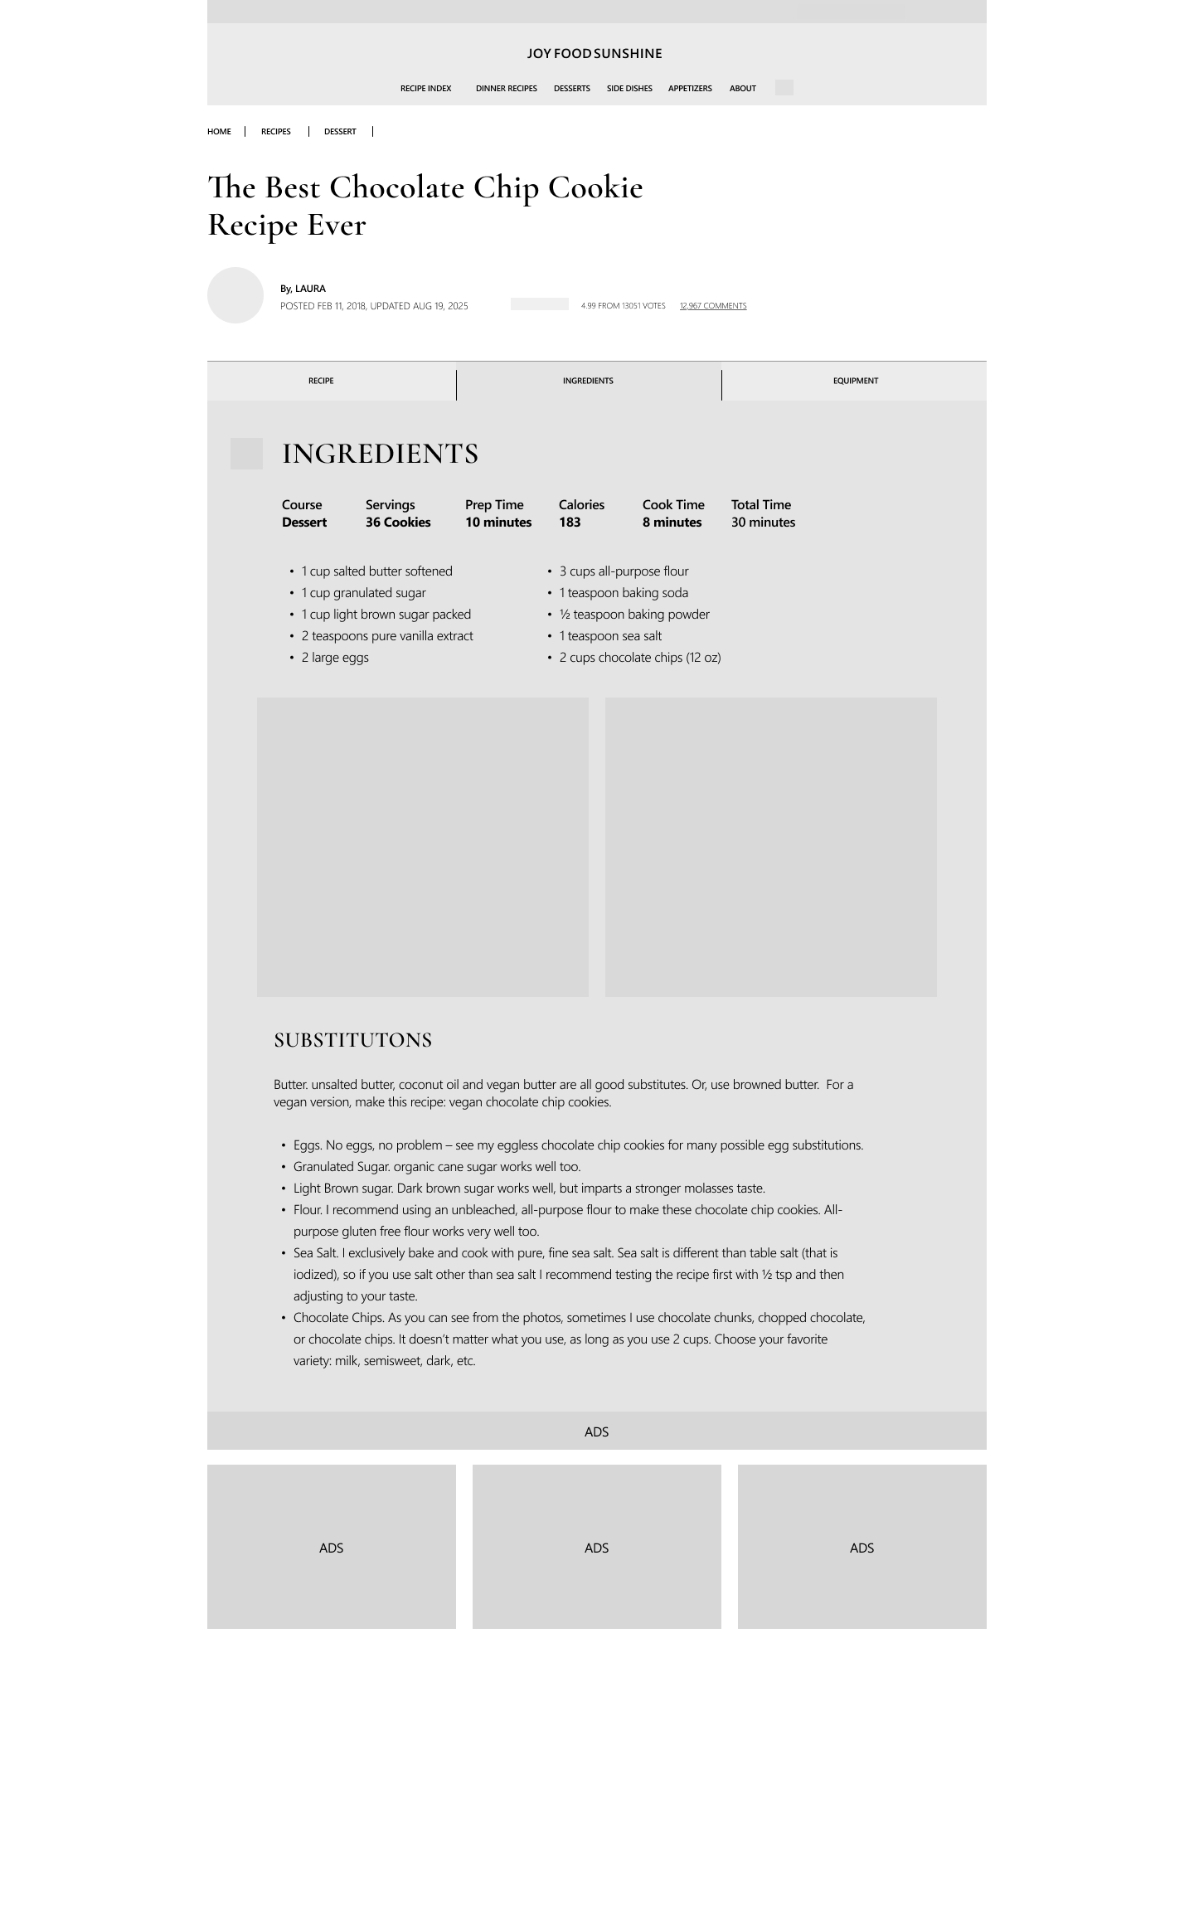 JOY FOOD SUNSHINE
RECIPE INDEX DINNER RECIPES DESSERTS SIDE DISHES APPETIZERS ABOUT
HOME | RECIPES | DESSERT |
The Best Chocolate Chip Cookie
Recipe Ever
By, LAURA
POSTED FEB 11, 2018, UPDATED AUG 19, 2025 4.99 FROM 13051 VOTES 12,967 COMMENTS
RECIPE INGREDIENTS EQUIPMENT
INGREDIENTS
Course Servings Prep Time Calories Cook Time Total Time
Dessert 36 Cookies 10 minutes 183 8 minutes 30 minutes
• 1 cup salted butter softened
• 1 cup granulated sugar
• 1 cup light brown sugar packed
• 2 teaspoons pure vanilla extract
• 2 large eggs
• 3 cups all-purpose flour
• 1 teaspoon baking soda
• ½ teaspoon baking powder
• 1 teaspoon sea salt
• 2 cups chocolate chips (12 oz)
SUBSTITUTONS
Butter. unsalted butter, coconut oil and vegan butter are all good substitutes. Or, use browned butter.  For a
vegan version, make this recipe: vegan chocolate chip cookies.
• Eggs. No eggs, no problem – see my eggless chocolate chip cookies for many possible egg substitutions.
• Granulated Sugar. organic cane sugar works well too.
• Light Brown sugar. Dark brown sugar works well, but imparts a stronger molasses taste.
• Flour. I recommend using an unbleached, all-purpose flour to make these chocolate chip cookies. All-
purpose gluten free flour works very well too.
• Sea Salt. I exclusively bake and cook with pure, fine sea salt. Sea salt is different than table salt (that is
iodized), so if you use salt other than sea salt I recommend testing the recipe first with ½ tsp and then
adjusting to your taste.
• Chocolate Chips. As you can see from the photos, sometimes I use chocolate chunks, chopped chocolate,
or chocolate chips. It doesn't matter what you use, as long as you use 2 cups. Choose your favorite
variety: milk, semisweet, dark, etc.
ADS
ADS ADS ADS